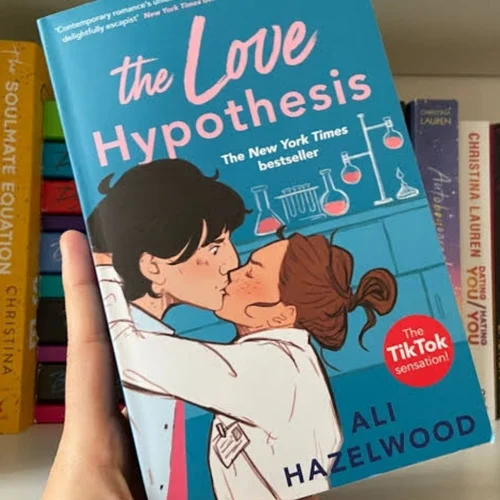 'Contemporary romance's
delightfully escapist' New York Times
the Love
Hypothesis
The New York Times
bestseller
The
TikTok
sensation!
ALI
HAZELWOOD
The SOULMATE EQUATION CHRISTINA
CHRISTINA
LAUREN
CHRISTINA LAUREN
DATING/HATING
YOU/YOU